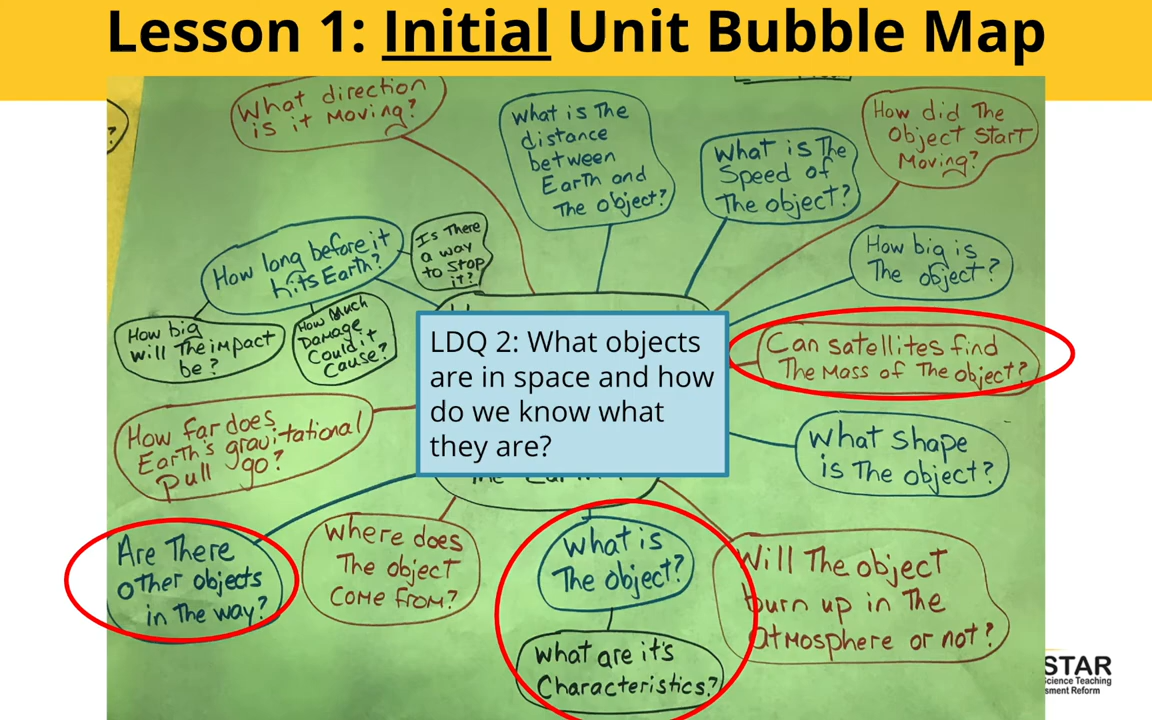 Lesson 1: Initial Unit Bubble Map
What direction
is it Moving?
What is The
distance
between
Earth and
The object?
What is The
Speed of
The object?
How did The
Object Start
Moving?
?
How long before it
hits Earth?
Is There
a way
to Stop
it?
How big is
The object?
How big
will The impact
be?
How Much
Damage
Could it
Cause?
LDQ 2: What objects
are in space and how
do we know what
they are?
Can satellites find
The Mass of The object?
How far does
Earth's gravitational
pull go?
What Shape
is The object?
Are There
other objects
in the way?
Where does
The object
Come From?
What is
The object?
What are it's
Characteristics?
Will The object
burn up in The
atmosphere or not?
STAR
Science Teaching
sment Reform